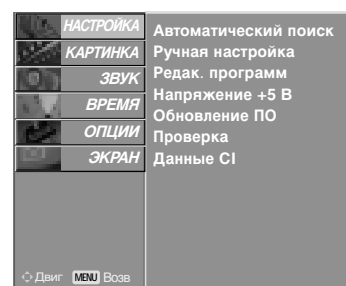 НАСТРОЙКА
КАРТИНКА
ЗВУК
ВРЕМЯ
ОПЦИИ
ЭКРАН
Автоматический поиск
Ручная настройка
Редак. программ
Напряжение +5 В
Обновление ПО
Проверка
Данные CI
Двиг MENU Возв